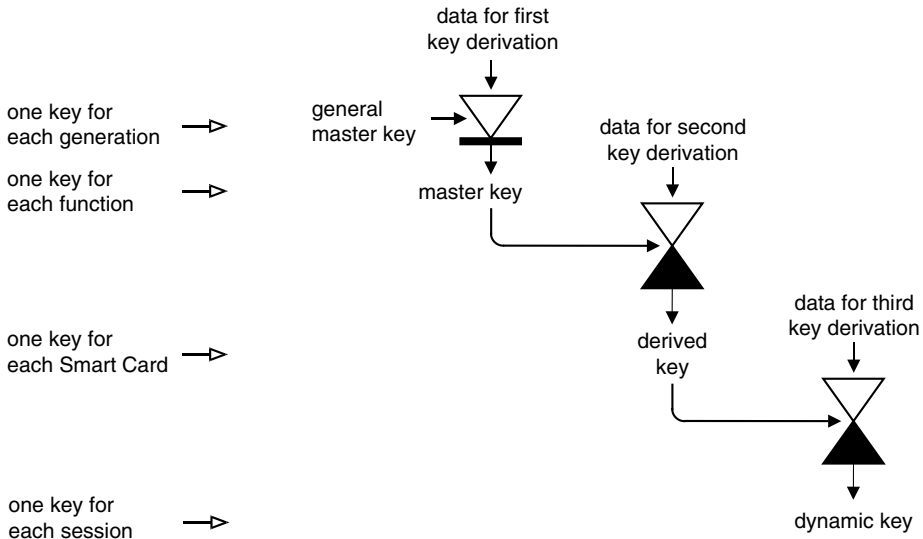 data for first
key derivation
one key for
each generation
general
master key
data for second
key derivation
one key for
each function
master key
data for third
key derivation
one key for
each Smart Card
derived
key
one key for
each session
dynamic key